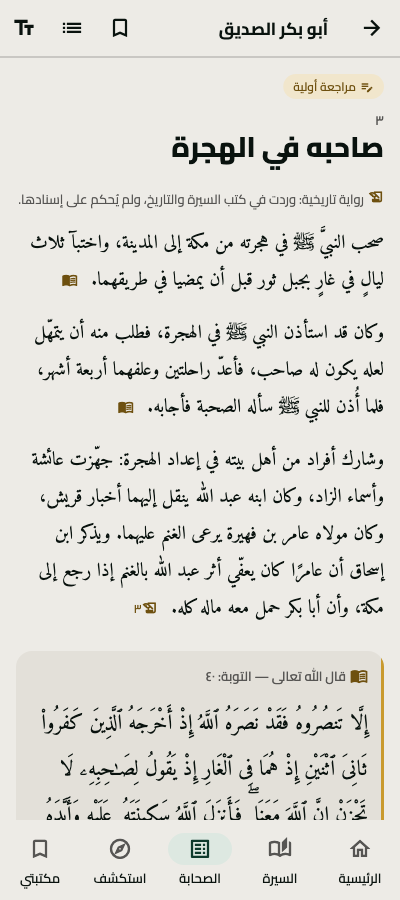 أبو بكر الصديق
مراجعة أولية
٣
صاحبه في الهجرة
رواية تاريخية: وردت في كتب السيرة والتاريخ، ولم يُحكم على إسنادها.
صحب النبيَّ ﷺ في هجرته من مكة إلى المدينة، واختبآ ثلاث
ليالٍ في غارٍ بجبل ثور قبل أن يمضيا في طريقهما.
وكان قد استأذن النبي ﷺ في الهجرة، فطلب منه أن يتمهّل
لعله يكون له صاحب، فأعدّ راحلتين وعلفهما أربعة أشهر،
فلما أُذن للنبي ﷺ سأله الصحبة فأجابه.
وشارك أفراد من أهل بيته في إعداد الهجرة: جهّزت عائشة
وأسماء الزاد، وكان ابنه عبد الله ينقل إليهما أخبار قريش،
وكان مولاه عامر بن فهيرة يرعى الغنم عليهما. ويذكر ابن
إسحاق أن عامرًا كان يعفّي أثر عبد الله بالغنم إذا رجع إلى
مكة، وأن أبا بكر حمل معه ماله كله. ٣
قال الله تعالى — التوبة: ٤٠
إِلَّا تَنصُرُوهُ فَقَدْ نَصَرَهُ ٱللَّهُ إِذْ أَخْرَجَهُ ٱلَّذِينَ كَفَرُوا۟
ثَانِىَ ٱثْنَيْنِ إِذْ هُمَا فِى ٱلْغَارِ إِذْ يَقُولُ لِصَـٰحِبِهِۦ لَا
تَحْزَنْ إِنَّ ٱللَّهَ مَعَنَا ۖ فَأَنزَلَ ٱللَّهُ سَكِينَتَهُۥ عَلَيْهِ وَأَيَّدَهُۥ
الرئيسية
السيرة
الصحابة
استكشف
مكتبتي